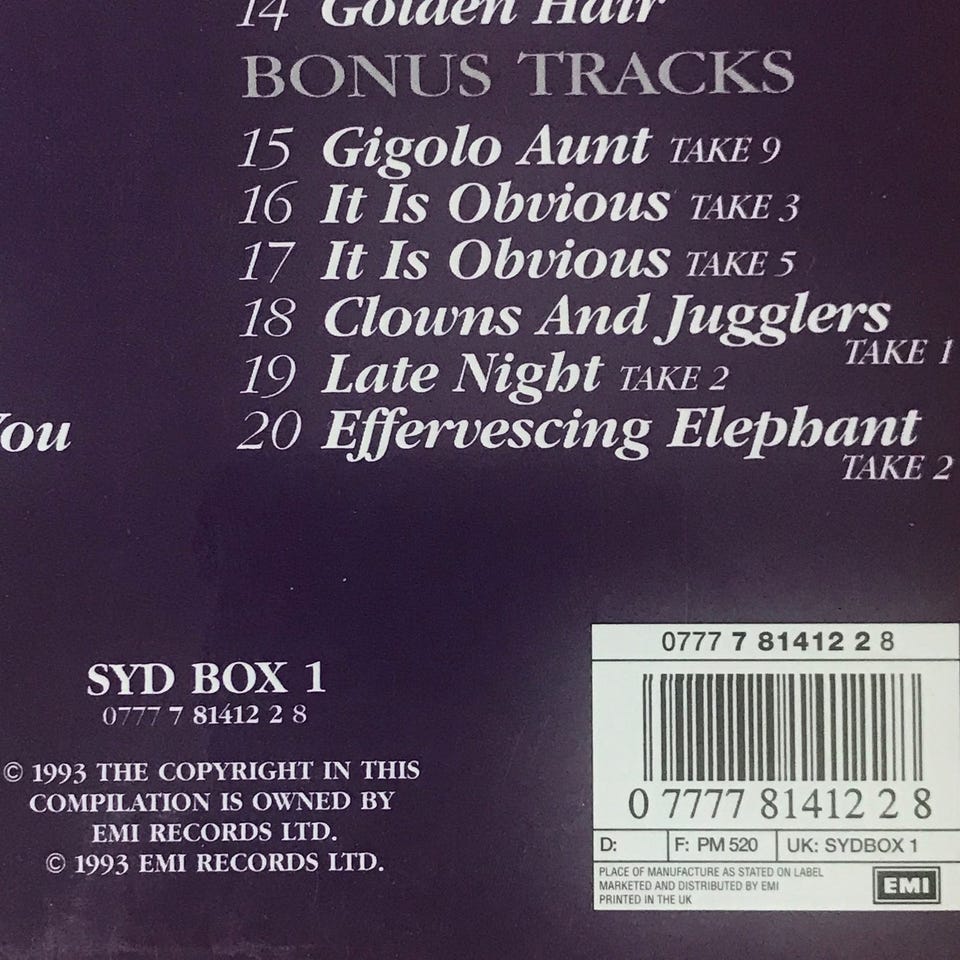 14 Golden Hair
BONUS TRACKS
15 Gigolo Aunt TAKE 9
16 It Is Obvious TAKE 3
17 It Is Obvious TAKE 5
18 Clowns And Jugglers
TAKE 1
19 Late Night TAKE 2
You
20 Effervescing Elephant
TAKE 2
SYD BOX 1
0777 7 81412 2 8
© 1993 THE COPYRIGHT IN THIS
COMPILATION IS OWNED BY
EMI RECORDS LTD.
© 1993 EMI RECORDS LTD.
0777 7 81412 2 8
0 7777 81412 2 8
D: F: PM 520 UK: SYDBOX 1
PLACE OF MANUFACTURE AS STATED ON LABEL
MARKETED AND DISTRIBUTED BY EMI
PRINTED IN THE UK
EMI